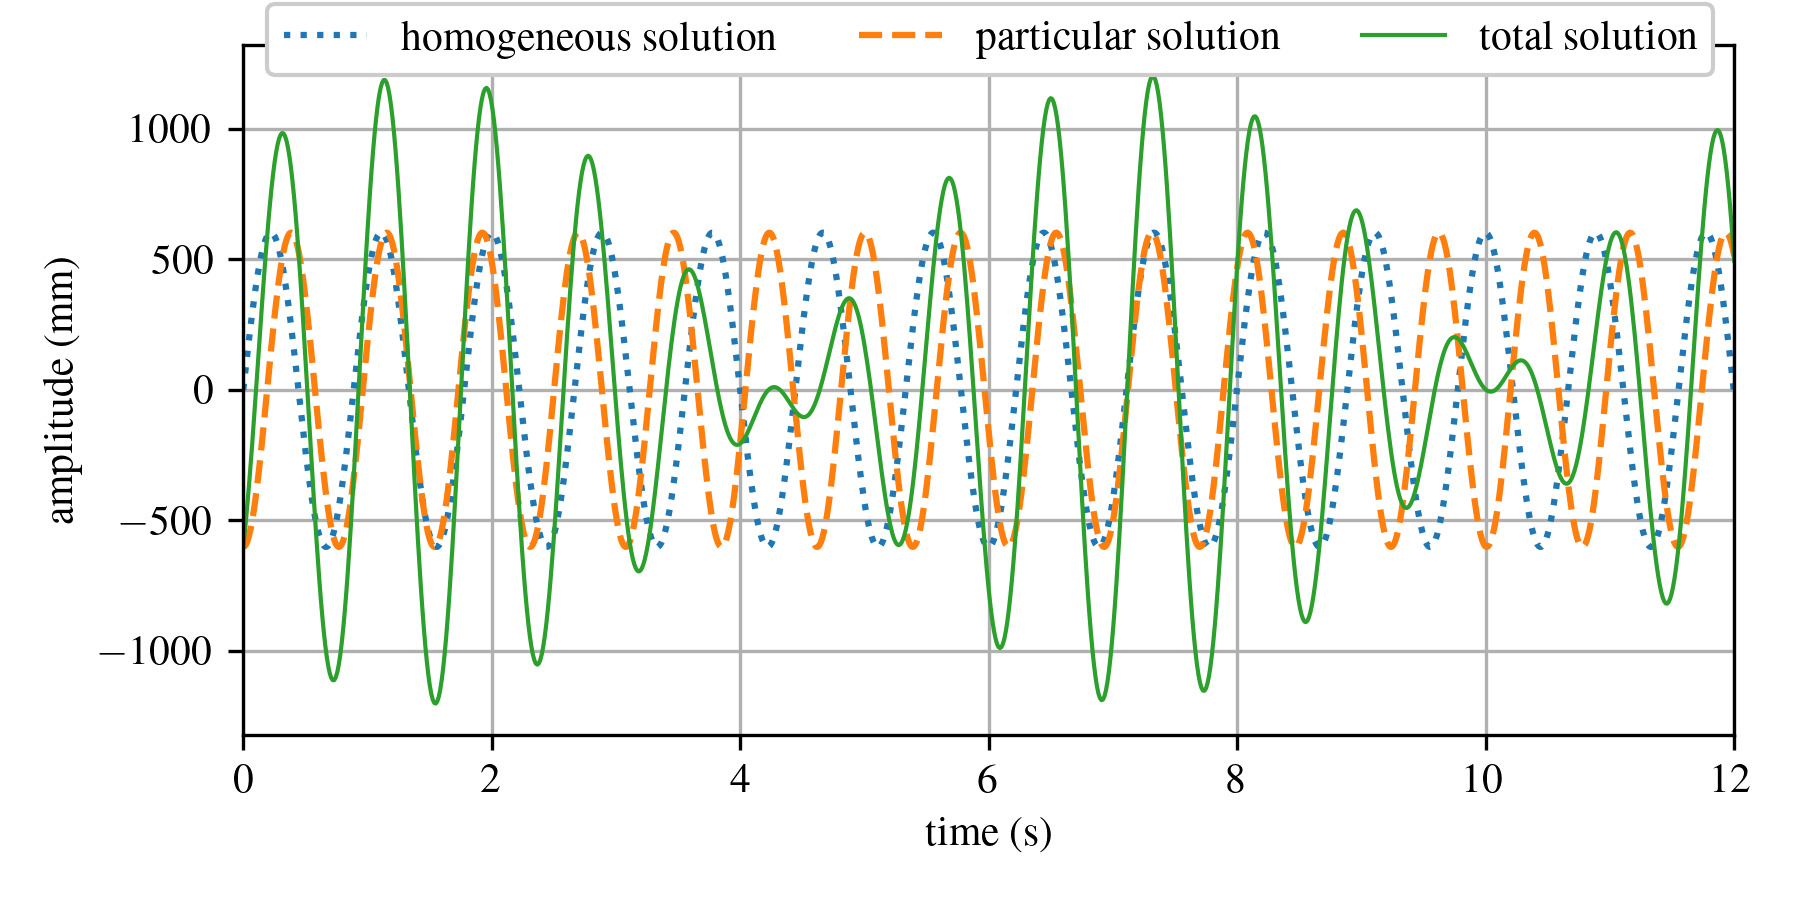 homogeneous solution particular solution total solution
1000
500
0
−500
−1000
amplitude (mm)
0 2 4 6 8 10 12
time (s)